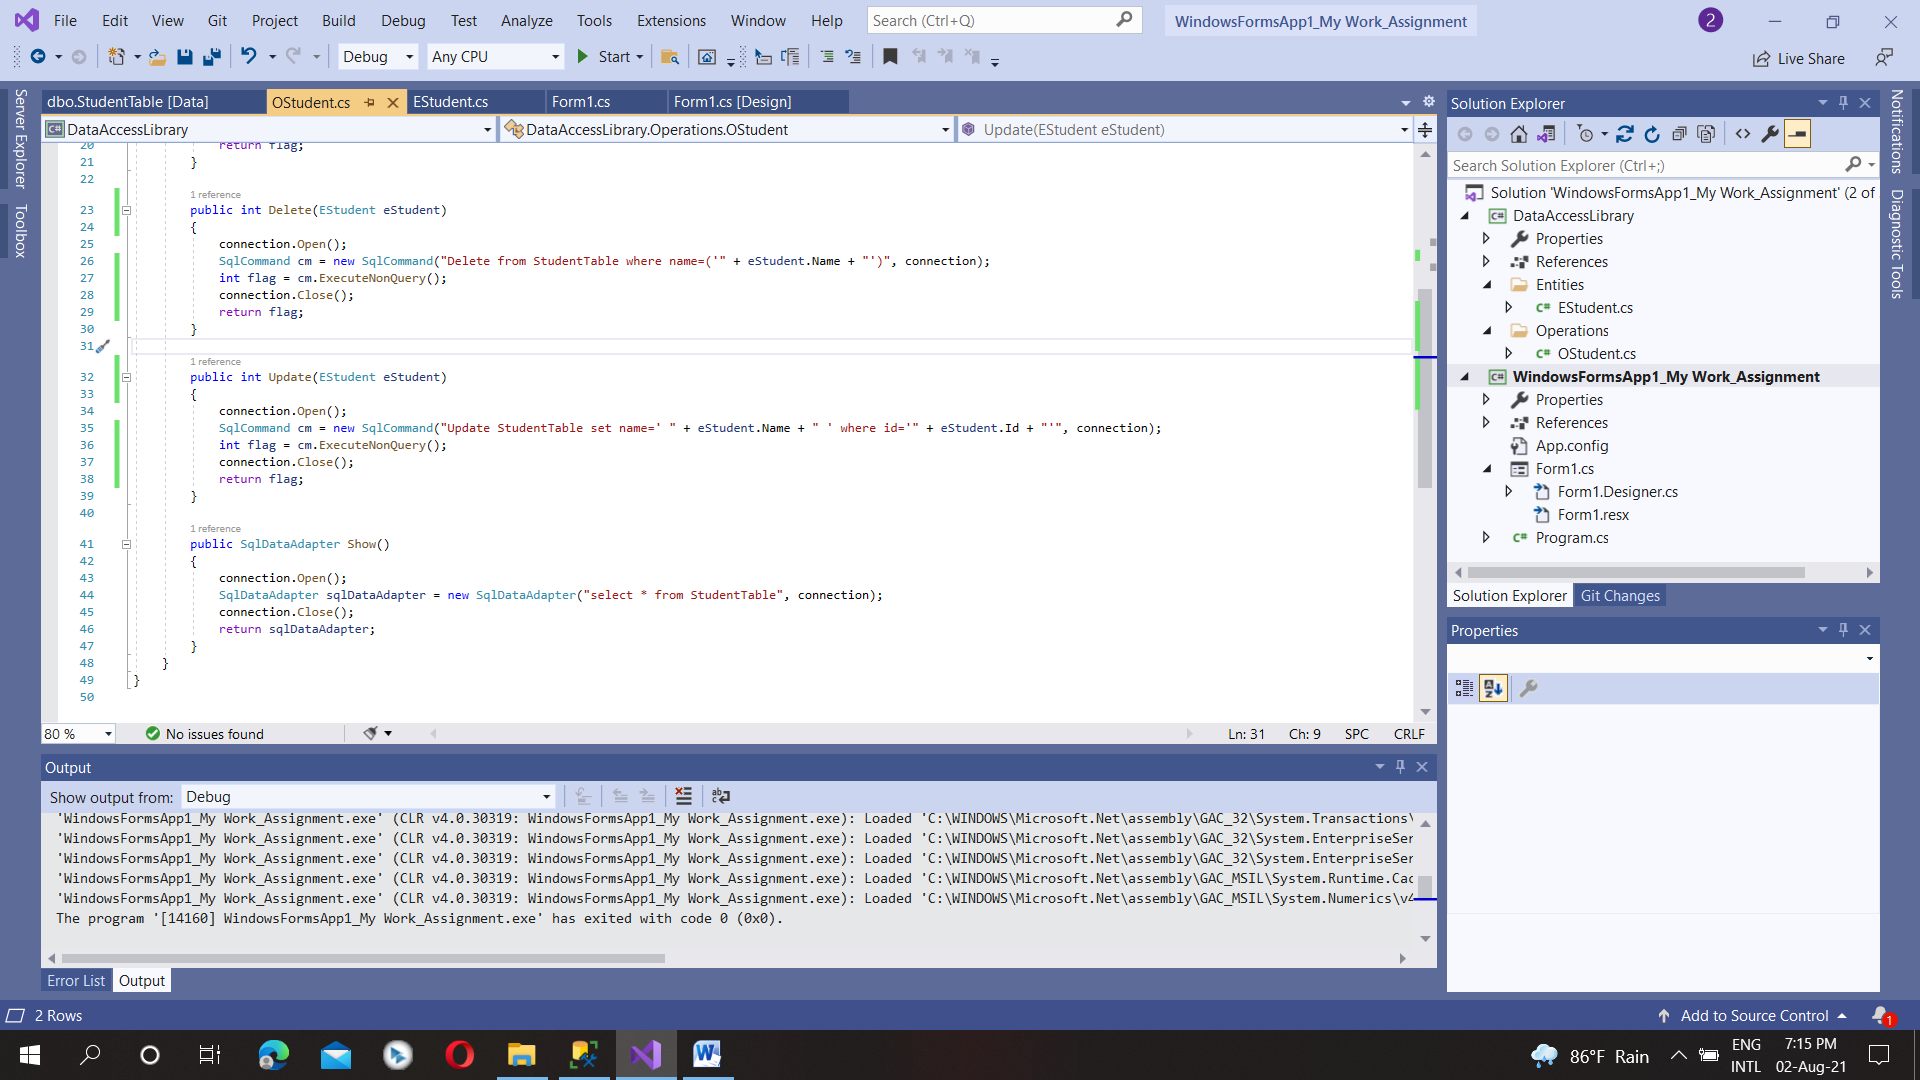 File Edit View Git Project Build Debug Test Analyze Tools Extensions Window Help Search (Ctrl+Q) WindowsFormsApp1_My Work_Assignment 2
Debug Any CPU Start Live Share
Server Explorer
Toolbox
dbo.StudentTable [Data] OStudent.cs EStudent.cs Form1.cs Form1.cs [Design]
DataAccessLibrary DataAccessLibrary.Operations.OStudent Update(EStudent eStudent)
20 return flag;
21 }
22
1 reference
23 public int Delete(EStudent eStudent)
24 {
25 connection.Open();
26 SqlCommand cm = new SqlCommand("Delete from StudentTable where name=('" + eStudent.Name + "')", connection);
27 int flag = cm.ExecuteNonQuery();
28 connection.Close();
29 return flag;
30 }
31
1 reference
32 public int Update(EStudent eStudent)
33 {
34 connection.Open();
35 SqlCommand cm = new SqlCommand("Update StudentTable set name=' " + eStudent.Name + " ' where id='" + eStudent.Id + "'", connection);
36 int flag = cm.ExecuteNonQuery();
37 connection.Close();
38 return flag;
39 }
40
1 reference
41 public SqlDataAdapter Show()
42 {
43 connection.Open();
44 SqlDataAdapter sqlDataAdapter = new SqlDataAdapter("select * from StudentTable", connection);
45 connection.Close();
46 return sqlDataAdapter;
47 }
48 }
49 }
50
80 % No issues found Ln: 31 Ch: 9 SPC CRLF
Output
Show output from: Debug
'WindowsFormsApp1_My Work_Assignment.exe' (CLR v4.0.30319: WindowsFormsApp1_My Work_Assignment.exe): Loaded 'C:\WINDOWS\Microsoft.Net\assembly\GAC_32\System.Transactions\
'WindowsFormsApp1_My Work_Assignment.exe' (CLR v4.0.30319: WindowsFormsApp1_My Work_Assignment.exe): Loaded 'C:\WINDOWS\Microsoft.Net\assembly\GAC_32\System.EnterpriseSer
'WindowsFormsApp1_My Work_Assignment.exe' (CLR v4.0.30319: WindowsFormsApp1_My Work_Assignment.exe): Loaded 'C:\WINDOWS\Microsoft.Net\assembly\GAC_32\System.EnterpriseSer
'WindowsFormsApp1_My Work_Assignment.exe' (CLR v4.0.30319: WindowsFormsApp1_My Work_Assignment.exe): Loaded 'C:\WINDOWS\Microsoft.Net\assembly\GAC_MSIL\System.Runtime.Cac
'WindowsFormsApp1_My Work_Assignment.exe' (CLR v4.0.30319: WindowsFormsApp1_My Work_Assignment.exe): Loaded 'C:\WINDOWS\Microsoft.Net\assembly\GAC_MSIL\System.Numerics\v4
The program '[14160] WindowsFormsApp1_My Work_Assignment.exe' has exited with code 0 (0x0).
Error List Output
Solution Explorer
Search Solution Explorer (Ctrl+;)
Solution 'WindowsFormsApp1_My Work_Assignment' (2 of
DataAccessLibrary
Properties
References
Entities
EStudent.cs
Operations
OStudent.cs
WindowsFormsApp1_My Work_Assignment
Properties
References
App.config
Form1.cs
Form1.Designer.cs
Form1.resx
Program.cs
Solution Explorer Git Changes
Properties
Notifications
Diagnostic Tools
2 Rows Add to Source Control 1
86°F Rain ENG 7:15 PM
INTL 02-Aug-21